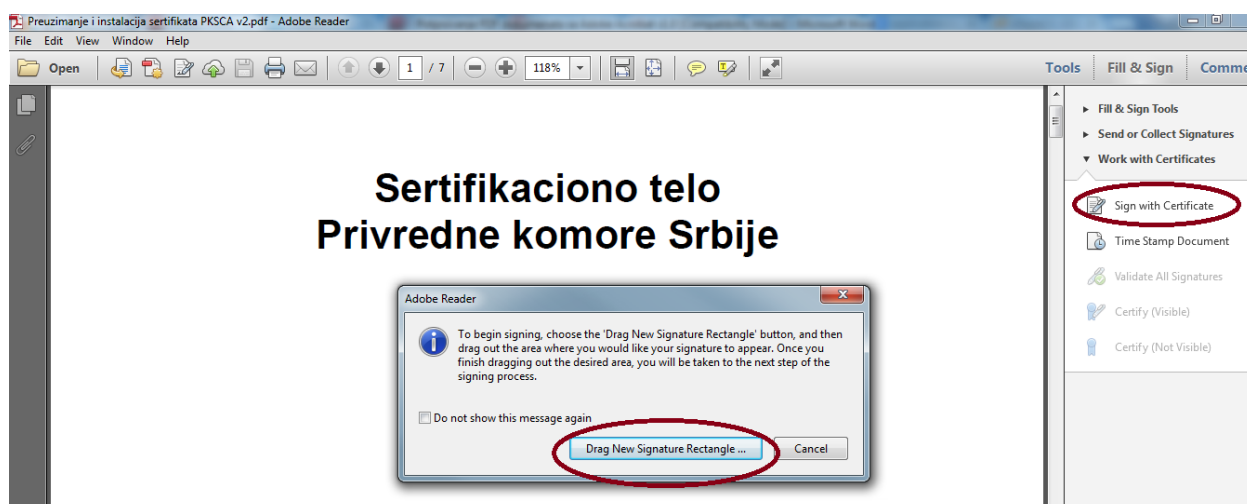 Preuzimanje i instalacija sertifikata PKSCA v2.pdf - Adobe Reader
File Edit View Window Help
Open 1 / 7 118% Tools Fill & Sign Comme
Fill & Sign Tools
Send or Collect Signatures
Work with Certificates
Sign with Certificate
Time Stamp Document
Validate All Signatures
Certify (Visible)
Certify (Not Visible)
Sertifikaciono telo
Privredne komore Srbije
Adobe Reader
To begin signing, choose the 'Drag New Signature Rectangle' button, and then
drag out the area where you would like your signature to appear. Once you
finish dragging out the desired area, you will be taken to the next step of the
signing process.
Do not show this message again
Drag New Signature Rectangle ... Cancel